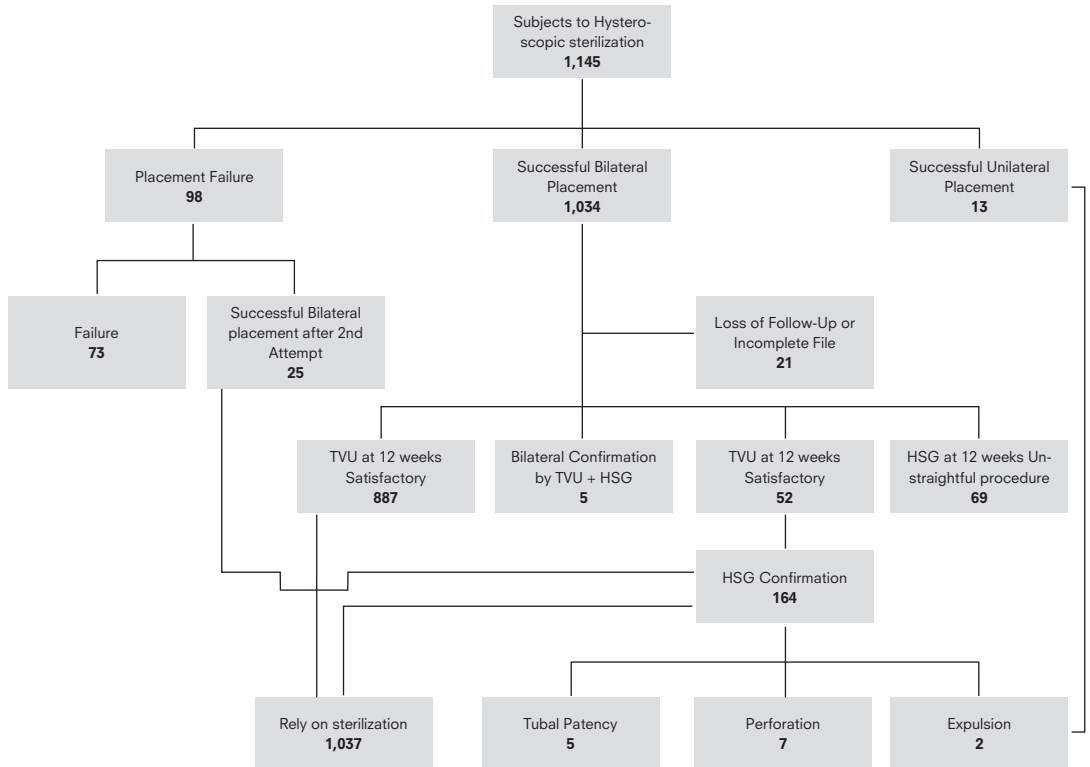 Subjects to Hystero-
scopic sterilization
1,145
Placement Failure
98
Successful Bilateral
Placement
1,034
Successful Unilateral
Placement
13
Failure
73
Successful Bilateral
placement after 2nd
Attempt
25
Loss of Follow-Up or
Incomplete File
21
TVU at 12 weeks
Satisfactory
887
Bilateral Confirmation
by TVU + HSG
5
TVU at 12 weeks
Satisfactory
52
HSG at 12 weeks Un-
straightful procedure
69
HSG Confirmation
164
Rely on sterilization
1,037
Tubal Patency
5
Perforation
7
Expulsion
2